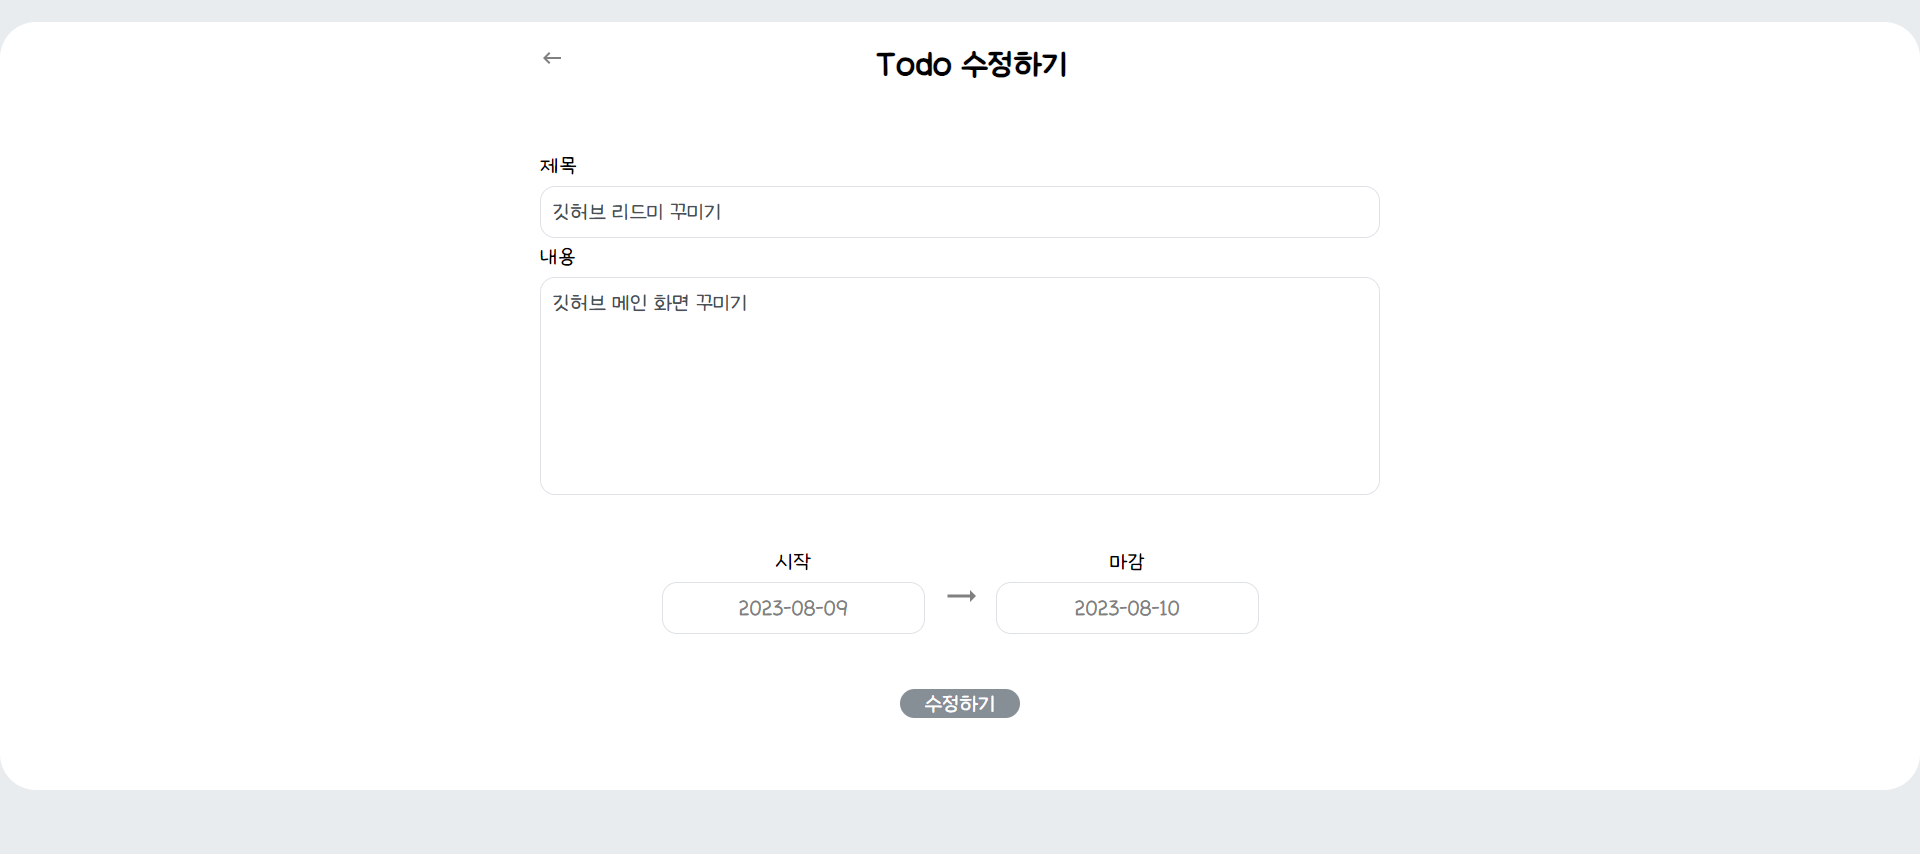 Todo 수정하기
제목
깃허브 리드미 꾸미기
내용
깃허브 메인 화면 꾸미기
시작
마감
2023-08-09
2023-08-10
수정하기